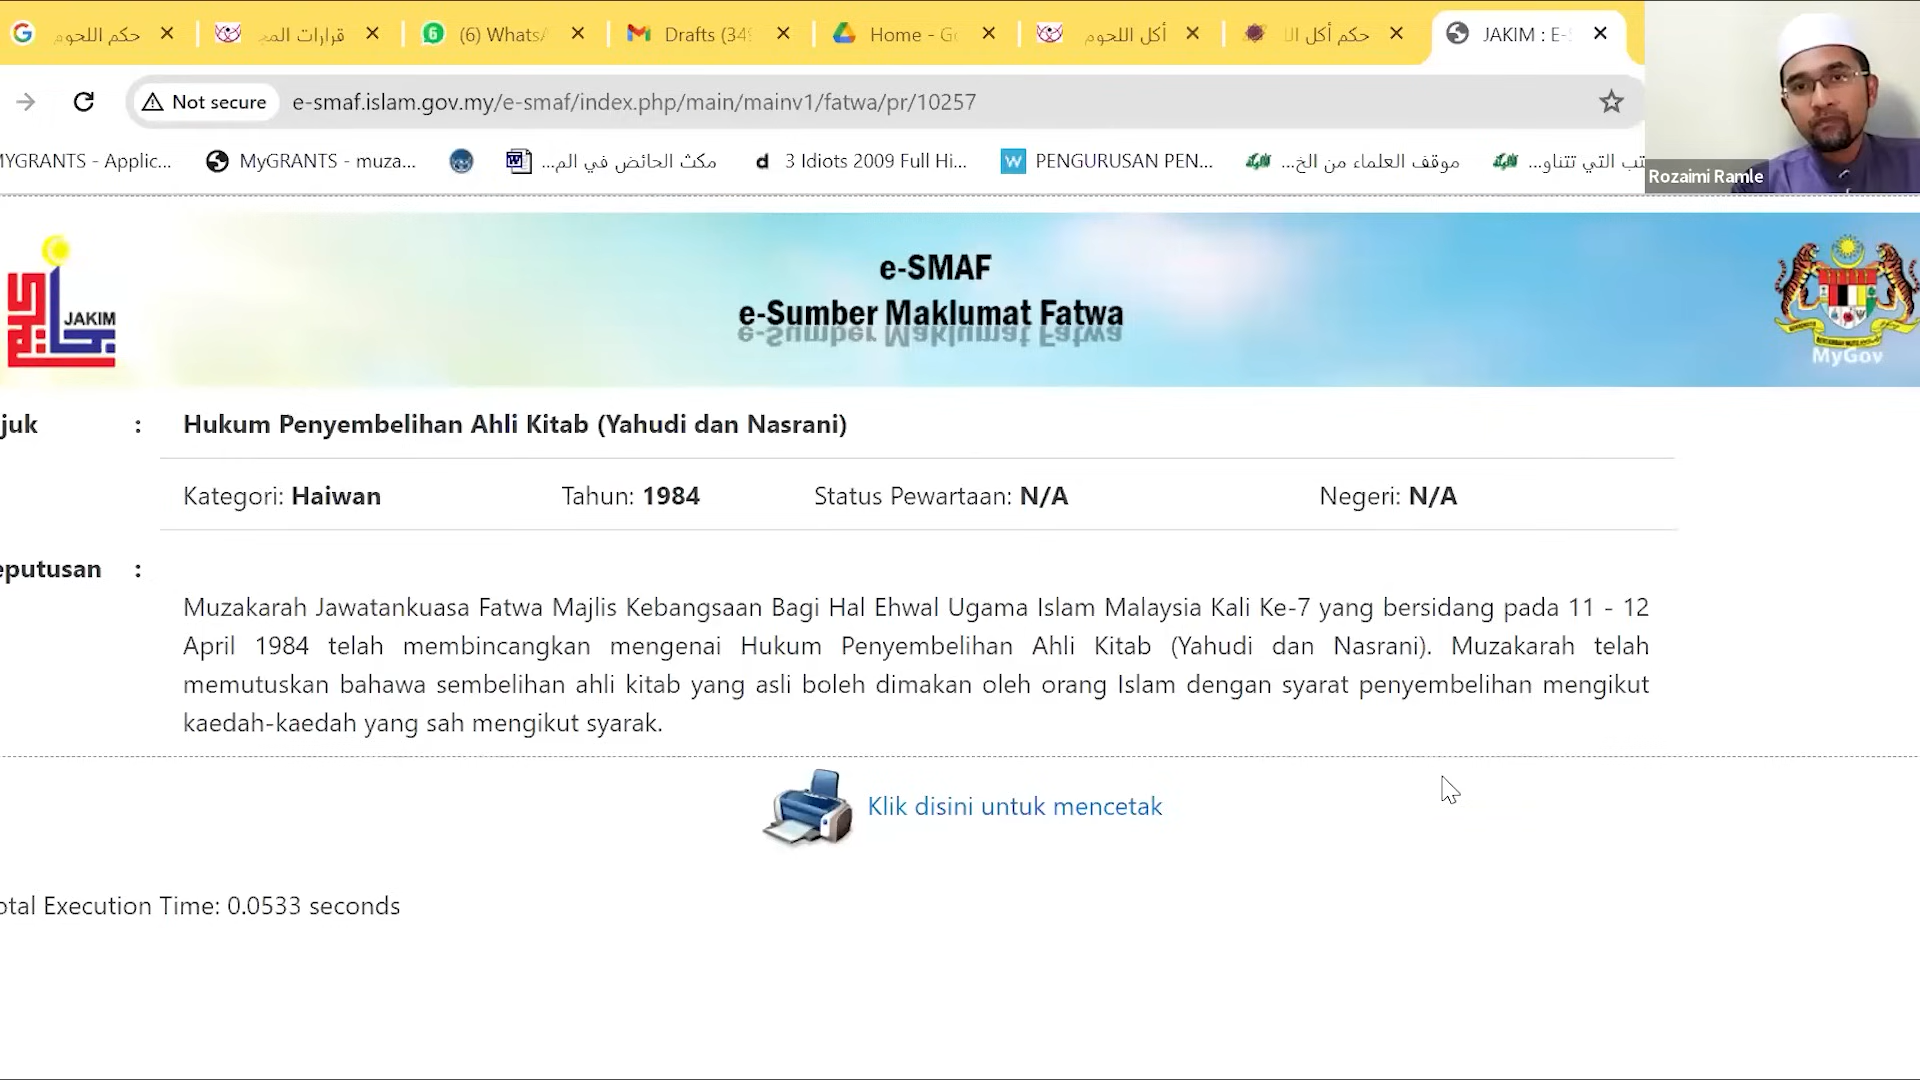 حكم اللحوم
قرارات المج
(6) WhatsA
Drafts (349
Home - Go
أكل اللحوم
حكم أكل ال
JAKIM : E-S
Not secure
e-smaf.islam.gov.my/e-smaf/index.php/main/mainv1/fatwa/pr/10257
MYGRANTS - Applic...
MyGRANTS - muza...
مكث الحائض في الم...
3 Idiots 2009 Full Hi...
PENGURUSAN PEN...
موقف العلماء من الخ...
تب التي تتناو...
Rozaimi Ramle
JAKIM
e-SMAF
e-Sumber Maklumat Fatwa
MyGov
juk : Hukum Penyembelihan Ahli Kitab (Yahudi dan Nasrani)
Kategori: Haiwan Tahun: 1984 Status Pewartaan: N/A Negeri: N/A
eputusan :
Muzakarah Jawatankuasa Fatwa Majlis Kebangsaan Bagi Hal Ehwal Ugama Islam Malaysia Kali Ke-7 yang bersidang pada 11 - 12
April 1984 telah membincangkan mengenai Hukum Penyembelihan Ahli Kitab (Yahudi dan Nasrani). Muzakarah telah
memutuskan bahawa sembelihan ahli kitab yang asli boleh dimakan oleh orang Islam dengan syarat penyembelihan mengikut
kaedah-kaedah yang sah mengikut syarak.
Klik disini untuk mencetak
otal Execution Time: 0.0533 seconds